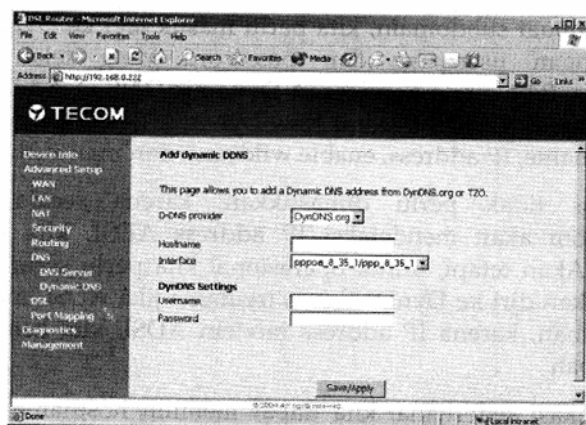 DSL Router - Microsoft Internet Explorer
File Edit View Favorites Tools Help
Back Search Favorites Media
Address http://192.168.0.222 Go Links »
TECOM
Device Info
Advanced Setup
WAN
LAN
NAT
Security
Routing
DNS
DNS Server
Dynamic DNS
DSL
Port Mapping
Diagnostics
Management
Add dynamic DDNS
This page allows you to add a Dynamic DNS address from DynDNS.org or TZO.
D-DNS provider DynDNS.org
Hostname
Interface pppoe_8_35_1/ppp_8_35_1
DynDNS Settings
Username
Password
Save/Apply
Done Local intranet